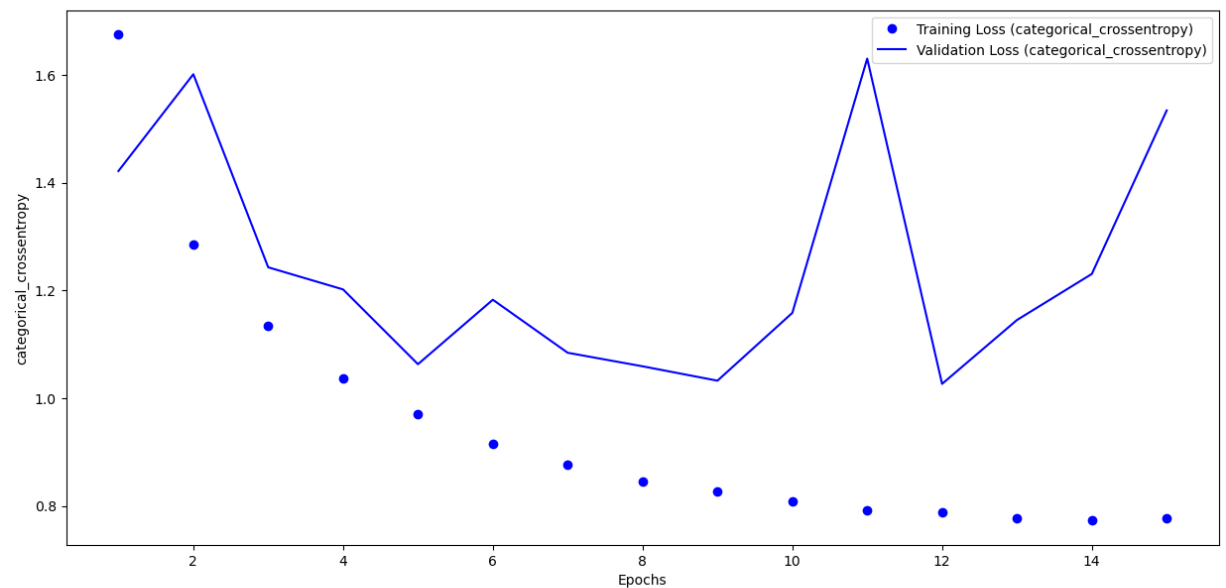 Training Loss (categorical_crossentropy)
Validation Loss (categorical_crossentropy)
1.6
1.4
1.2
1.0
0.8
categorical_crossentropy
2 4 6 8 10 12 14
Epochs